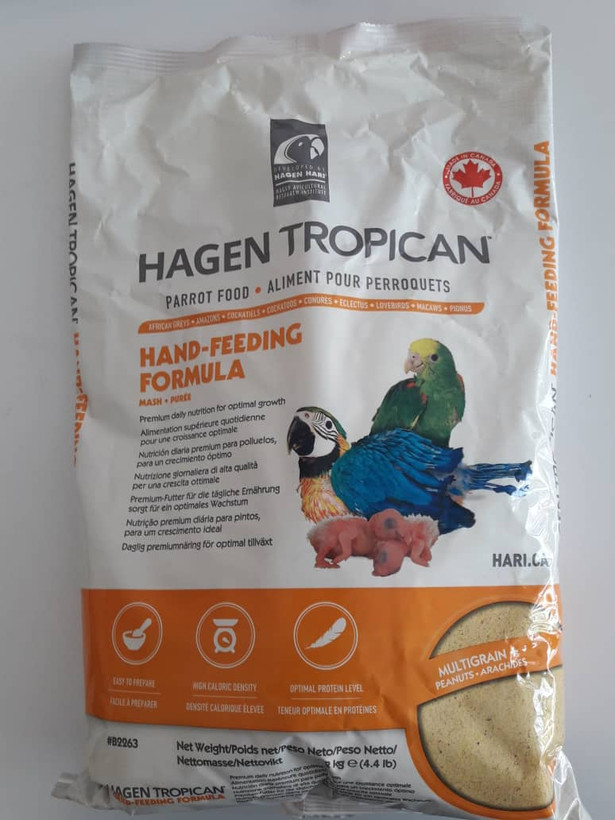 DEVELOPED BY
HAGEN HARI
HAGEN AVICULTURAL
RESEARCH INSTITUTE
MADE IN CANADA
FABRIQUÉ AU CANADA
HAGEN TROPICAN™
PARROT FOOD • ALIMENT POUR PERROQUETS
AFRICAN GREYS • AMAZONS • COCKATIELS • COCKATOOS • CONURES • ECLECTUS • LOVEBIRDS • MACAWS • PIONUS
HAND-FEEDING
FORMULA
MASH • PURÉE
Premium daily nutrition for optimal growth
Alimentation supérieure quotidienne
pour une croissance optimale
Nutrición diaria premium para polluelos,
para un crecimiento óptimo
Nutrizione giornaliera di alta qualità
per una crescita ottimale
Premium-Futter für die tägliche Ernährung
sorgt für ein optimales Wachstum
Nutrição premium diária para pintos,
para um crescimento ideal
Daglig premiumnäring för optimal tillväxt
HARI.CA
EASY TO PREPARE
FACILE À PRÉPARER
HIGH CALORIC DENSITY
DENSITÉ CALORIQUE ÉLEVÉE
OPTIMAL PROTEIN LEVEL
TENEUR OPTIMALE EN PROTÉINES
MULTIGRAIN &
PEANUTS • ARACHIDES
#B2263
Net Weight/Poids net/Peso Neto/Peso Netto/
Nettomasse/Nettovikt
kg e (4.4 lb)
HAGEN TROPICAN
HAND-FEEDING FORMULA
Premium daily nutrition for
HAGEN TROPICAN
HAND-FEEDING FORMULA